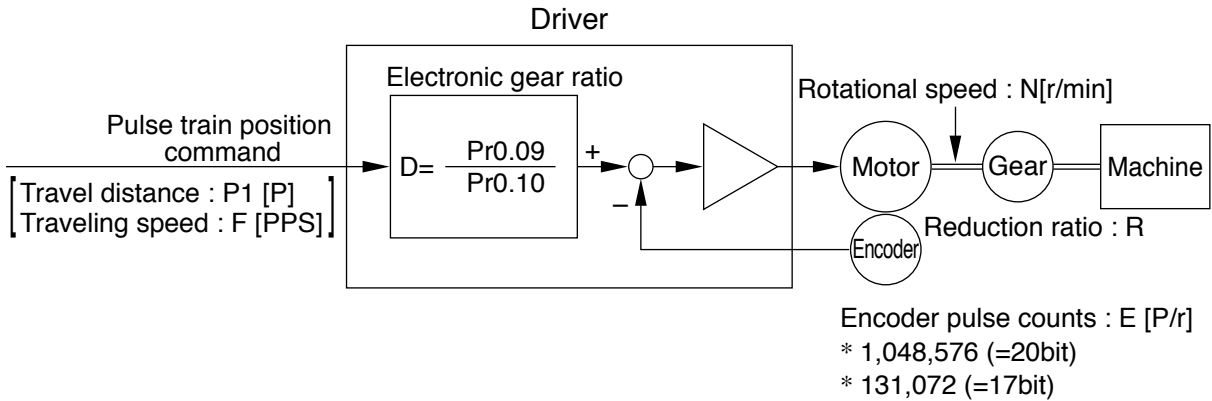 Driver
Electronic gear ratio
Rotational speed : N[r/min]
Pulse train position
command
D= Pr0.09
Pr0.10
+
−
Motor
Gear
Machine
[Travel distance : P1 [P]
Traveling speed : F [PPS]]
Encoder
Reduction ratio : R
Encoder pulse counts : E [P/r]
* 1,048,576 (=20bit)
* 131,072 (=17bit)